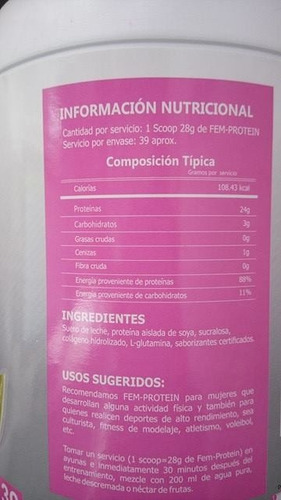 INFORMACIÓN NUTRICIONAL
Cantidad por servicio: 1 Scoop 28g de FEM-PROTEIN
Servicio por envase: 39 aprox.
Composición Típica
Gramos por servicio
Calorías 108.43 kcal
Proteínas 24g
Carbohidratos 3g
Grasas crudas 0g
Cenizas 1g
Fibra cruda 0g
Energía proveniente de proteínas 88%
Energía proveniente de carbohidratos 11%
INGREDIENTES
Suero de leche, proteína aislada de soya, sucralosa,
colágeno hidrolizado, L-glutamina, saborizantes certificados.
USOS SUGERIDOS:
Recomendamos FEM-PROTEIN para mujeres que
desarrollan alguna actividad física y también para
quienes realicen deportes de alto rendimiento, sea
culturista, fitness de modelaje, atletismo, voleibol,
etc.
Tomar un servicio (1 scoop=28g de Fem-Protein) en
ayunas e inmediatamente 30 minutos después del
entrenamiento, mezcle con 200 ml de agua pura,
leche descremada o néctar de frutas.